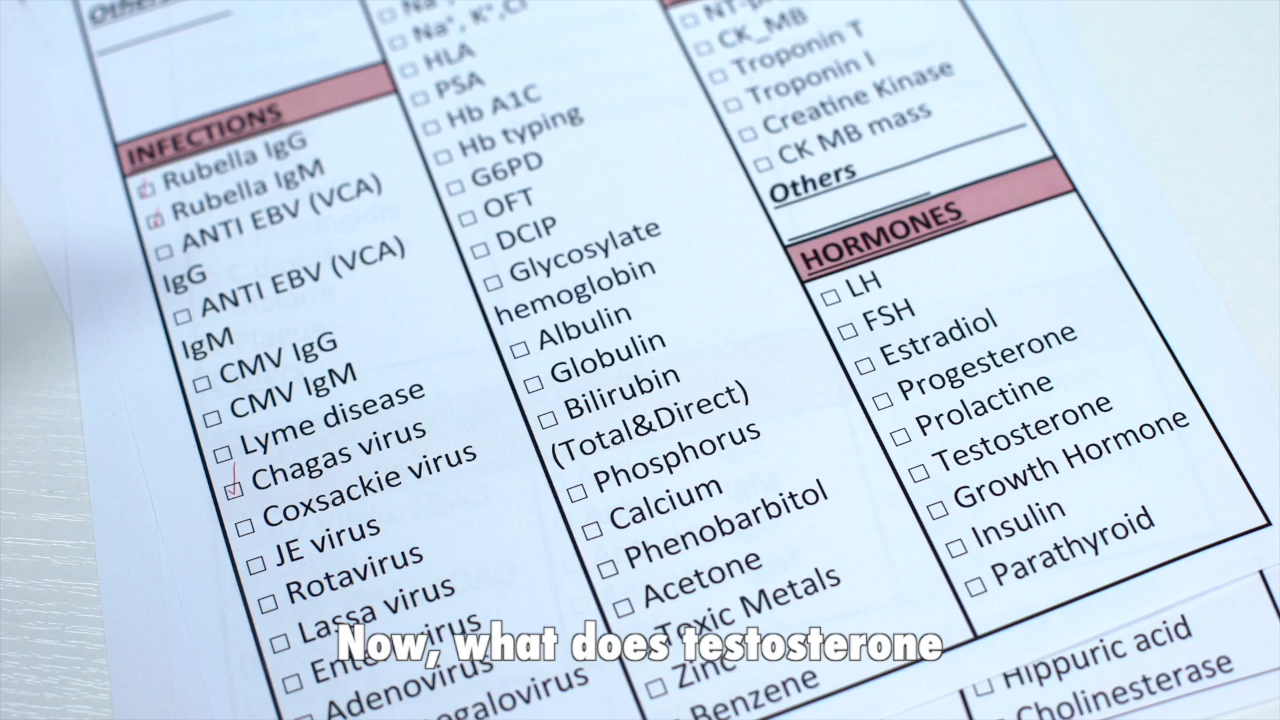 Others
INFECTIONS
Rubella IgG
Rubella IgM
ANTI EBV (VCA)
IgG
ANTI EBV (VCA)
IgM
CMV IgG
CMV IgM
Lyme disease
Chagas virus
Coxsackie virus
JE virus
Rotavirus
Lassa virus
Adenovirus
Na⁺, K⁺,Cl⁻
HLA
PSA
Hb A1C
Hb typing
G6PD
OFT
DCIP
Glycosylate
hemoglobin
Albulin
Globulin
Bilirubin
(Total&Direct)
Phosphorus
Calcium
Phenobarbitol
Acetone
Toxic Metals
Zinc
Benzene
CK_MB
Troponin T
Troponin I
Creatine Kinase
CK MB mass
Others
HORMONES
LH
FSH
Estradiol
Progesterone
Prolactine
Testosterone
Growth Hormone
Insulin
Parathyroid
Hippuric acid
Cholinesterase
Now, what does testosterone